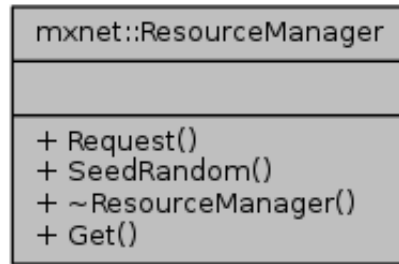 mxnet::ResourceManager
+ Request()
+ SeedRandom()
+ ~ResourceManager()
+ Get()